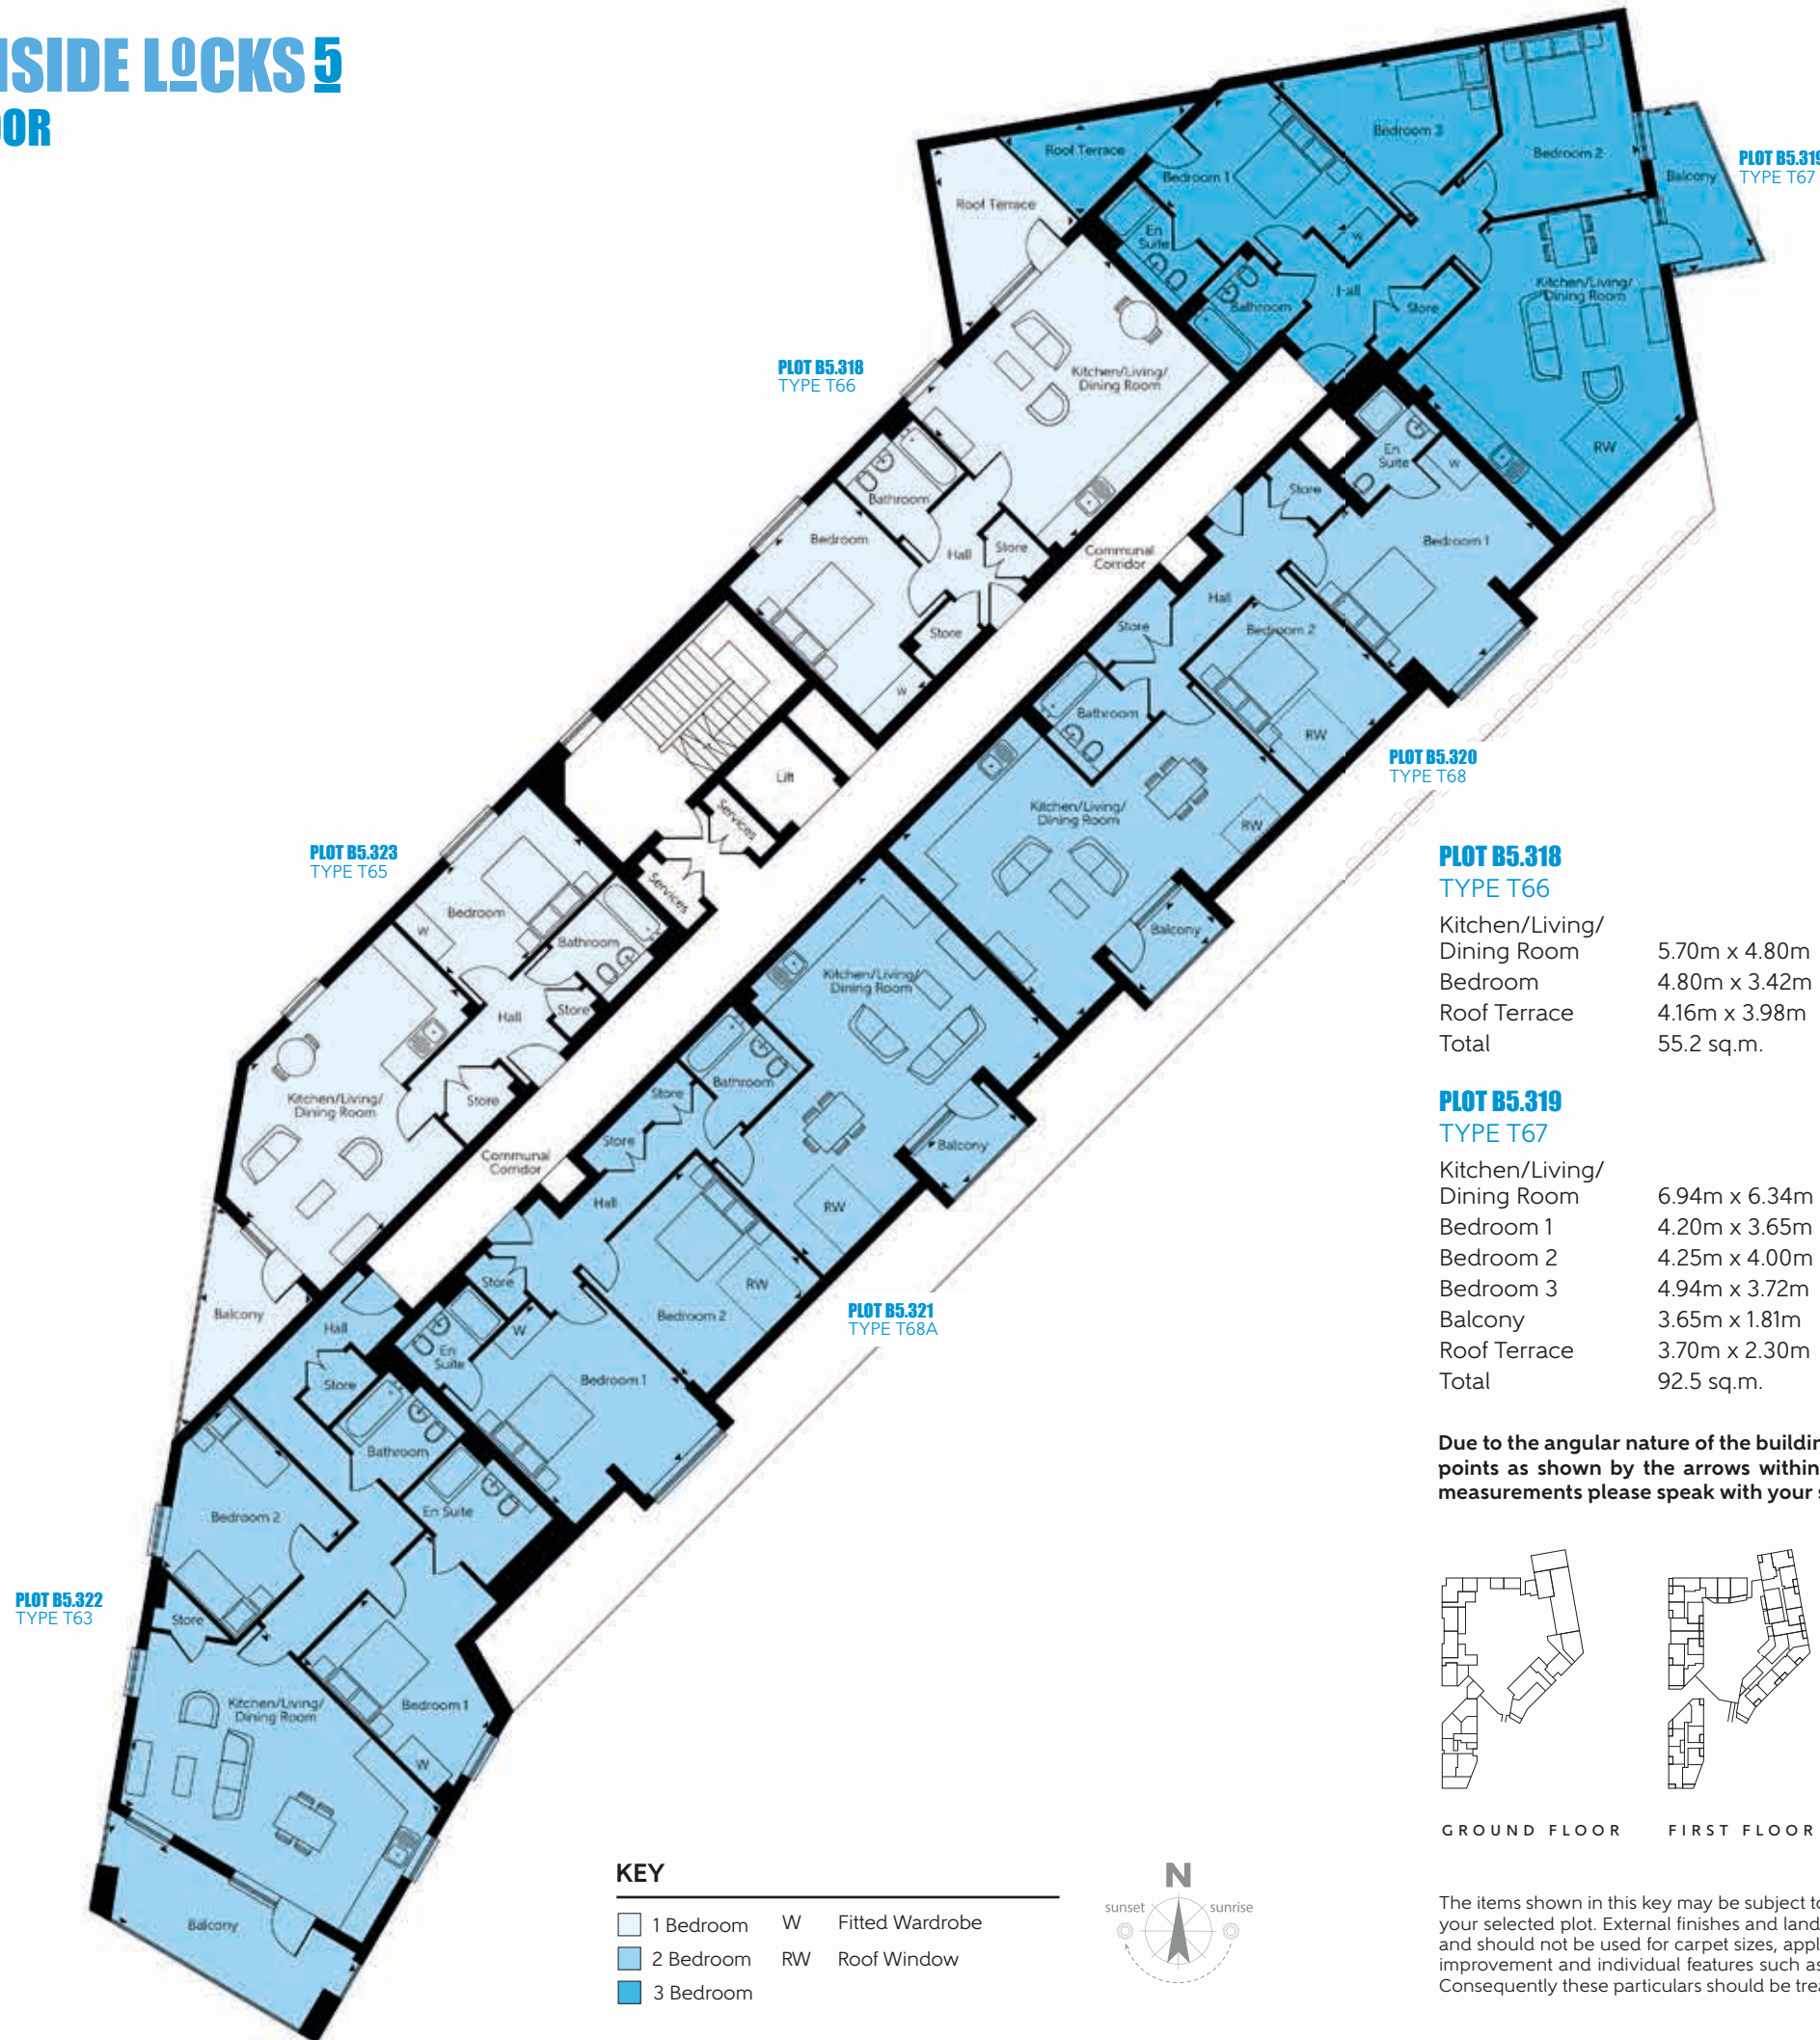 SIDE LOCKS 5
OOR
PLOT B5.319
TYPE T67
Roof Terrace
Bedroom 1
Bedroom 3
Bedroom 2
Balcony
En
Suite
W
Bathroom
Hall
Store
Kitchen/Living/
Dining Room
RW
Roof Terrace
PLOT B5.318
TYPE T66
Kitchen/Living/
Dining Room
Bathroom
Bedroom
Hall
Store
Store
W
Communal
Corridor
En
Suite
W
Store
Bedroom 1
Hall
Store
Bedroom 2
RW
Bathroom
Kitchen/Living/
Dining Room
RW
Balcony
PLOT B5.320
TYPE T68
Lift
Services
Services
PLOT B5.323
TYPE T65
Bedroom
W
Bathroom
Store
Hall
Store
Kitchen/Living/
Dining Room
Balcony
Communal
Corridor
Kitchen/Living/
Dining Room
Bathroom
Store
Store
Balcony
RW
Hall
Store
RW
Bedroom 2
W
En
Suite
Bedroom 1
PLOT B5.321
TYPE T68A
Hall
Store
Bathroom
En Suite
Bedroom 2
Store
PLOT B5.322
TYPE T63
Kitchen/Living/
Dining Room
Bedroom 1
W
Balcony
PLOT B5.318
TYPE T66
Kitchen/Living/
Dining Room 5.70m x 4.80m
Bedroom 4.80m x 3.42m
Roof Terrace 4.16m x 3.98m
Total 55.2 sq.m.
PLOT B5.319
TYPE T67
Kitchen/Living/
Dining Room 6.94m x 6.34m
Bedroom 1 4.20m x 3.65m
Bedroom 2 4.25m x 4.00m
Bedroom 3 4.94m x 3.72m
Balcony 3.65m x 1.81m
Roof Terrace 3.70m x 2.30m
Total 92.5 sq.m.
Due to the angular nature of the buildin
points as shown by the arrows within
measurements please speak with your s
GROUND FLOOR FIRST FLOOR
KEY
1 Bedroom W Fitted Wardrobe
2 Bedroom RW Roof Window
3 Bedroom
N
sunset sunrise
The items shown in this key may be subject to
your selected plot. External finishes and land
and should not be used for carpet sizes, appl
improvement and individual features such as
Consequently these particulars should be trea